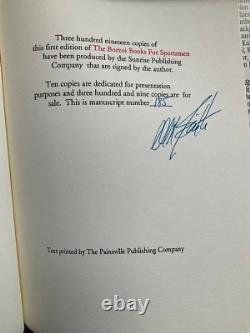 Three hundred nineteen copies of
this first edition of The Borzoi Books For Sportsmen
have been produced by the Sunrise Publishing
Company that are signed by the author.
Ten copies are dedicated for presentation
purposes and three hundred and nine copies are for
sale. This is manuscript number 185
Text printed by The Painsville Publishing Company